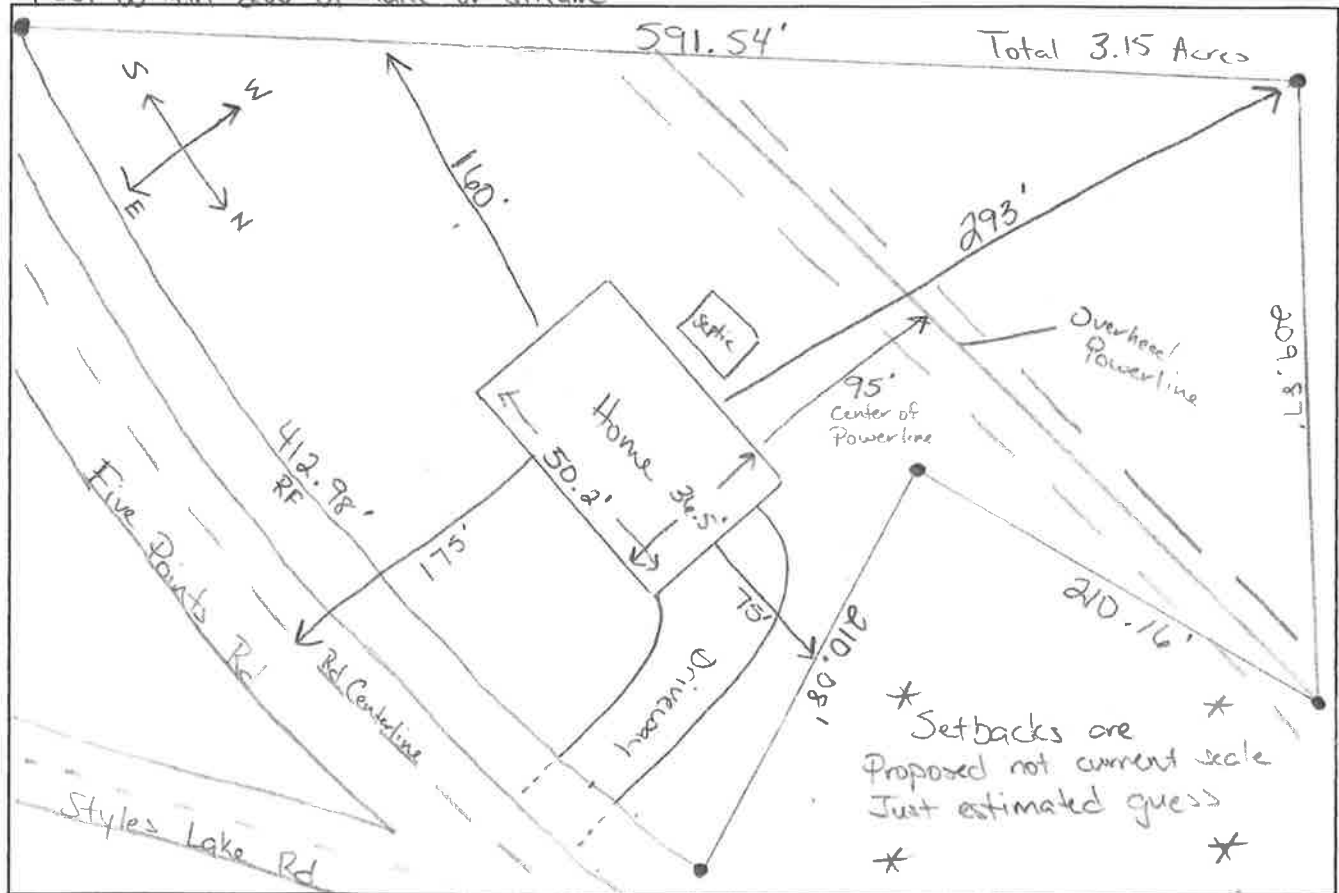 591.54'
Total 3.15 Acres
S
W
E
N
160'
293'
209.87'
Septic
Overhead
Powerline
95'
Center of
Powerline
Home
50.2'
36.5'
412.98'
RF
175'
75'
210.08'
210.16'
Five Points Rd
Rd Centerline
Driveway
Styles Lake Rd
* *
Setbacks are
Proposed not current scale
Just estimated guess
* *